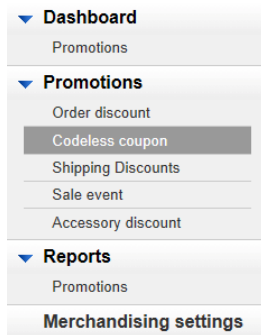 Dashboard
Promotions
Promotions
Order discount
Codeless coupon
Shipping Discounts
Sale event
Accessory discount
Reports
Promotions
Merchandising settings